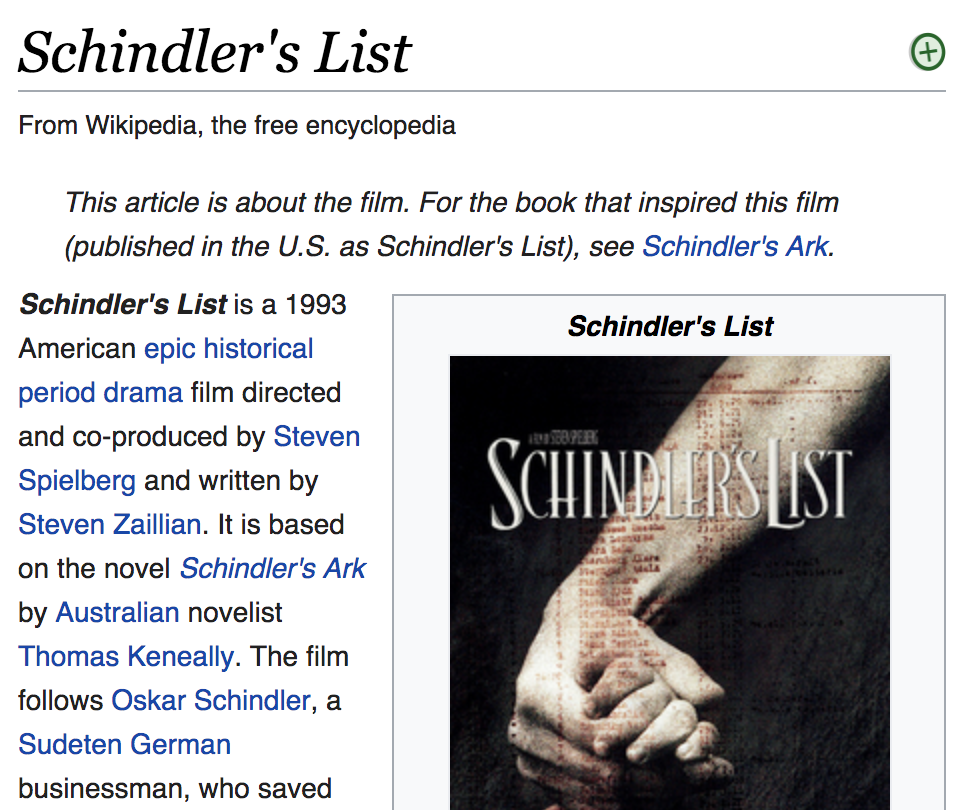 Schindler's List
From Wikipedia, the free encyclopedia
This article is about the film. For the book that inspired this film
(published in the U.S. as Schindler's List), see Schindler's Ark.
Schindler's List is a 1993
American epic historical
period drama film directed
and co-produced by Steven
Spielberg and written by
Steven Zaillian. It is based
on the novel Schindler's Ark
by Australian novelist
Thomas Keneally. The film
follows Oskar Schindler, a
Sudeten German
businessman, who saved
Schindler's List
A FILM BY STEVEN SPIELBERG
SCHINDLER'S LIST